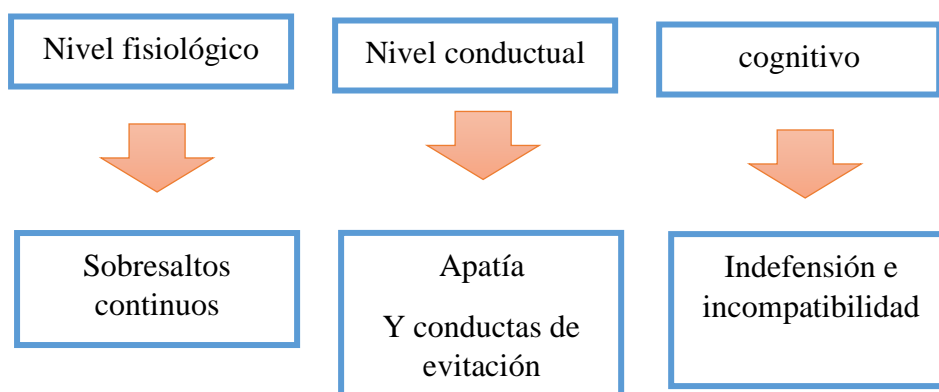 Nivel fisiológico
Nivel conductual
cognitivo
Sobresaltos
continuos
Apatía
Y conductas de
evitación
Indefensión e
incompatibilidad